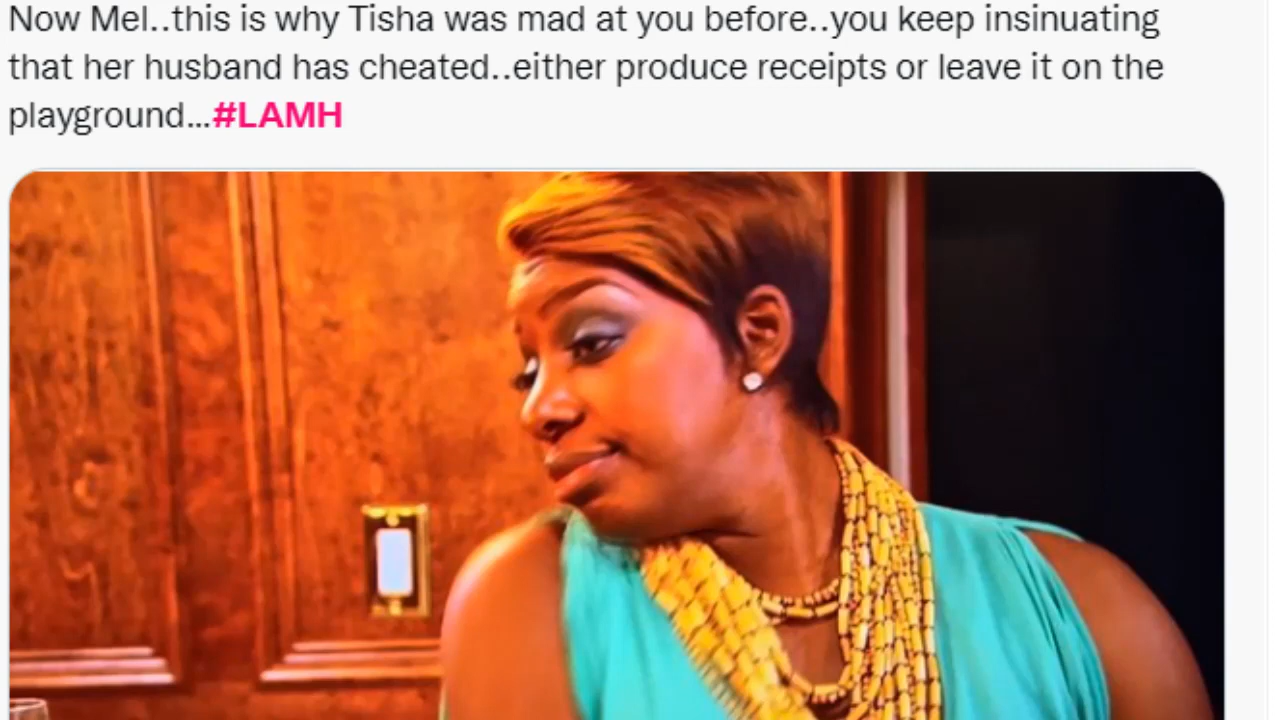 Now Mel..this is why Tisha was mad at you before..you keep insinuating
that her husband has cheated..either produce receipts or leave it on the
playground...#LAMH